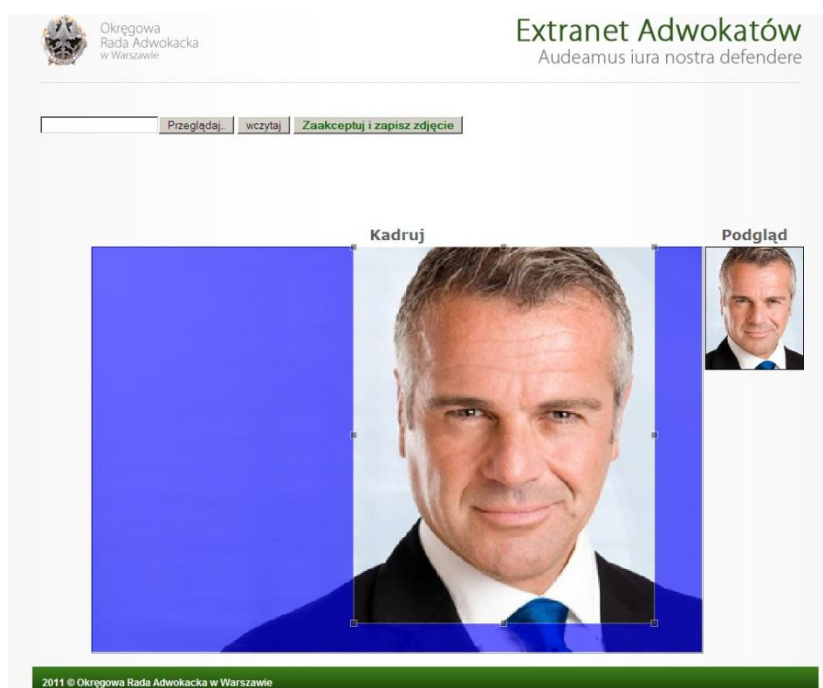 Okręgowa
Rada Adwokacka
w Warszawie
Extranet Adwokatów
Audeamus iura nostra defendere
Przeglądaj... wczytaj Zaakceptuj i zapisz zdjęcie
Kadruj Podgląd
2011 © Okręgowa Rada Adwokacka w Warszawie